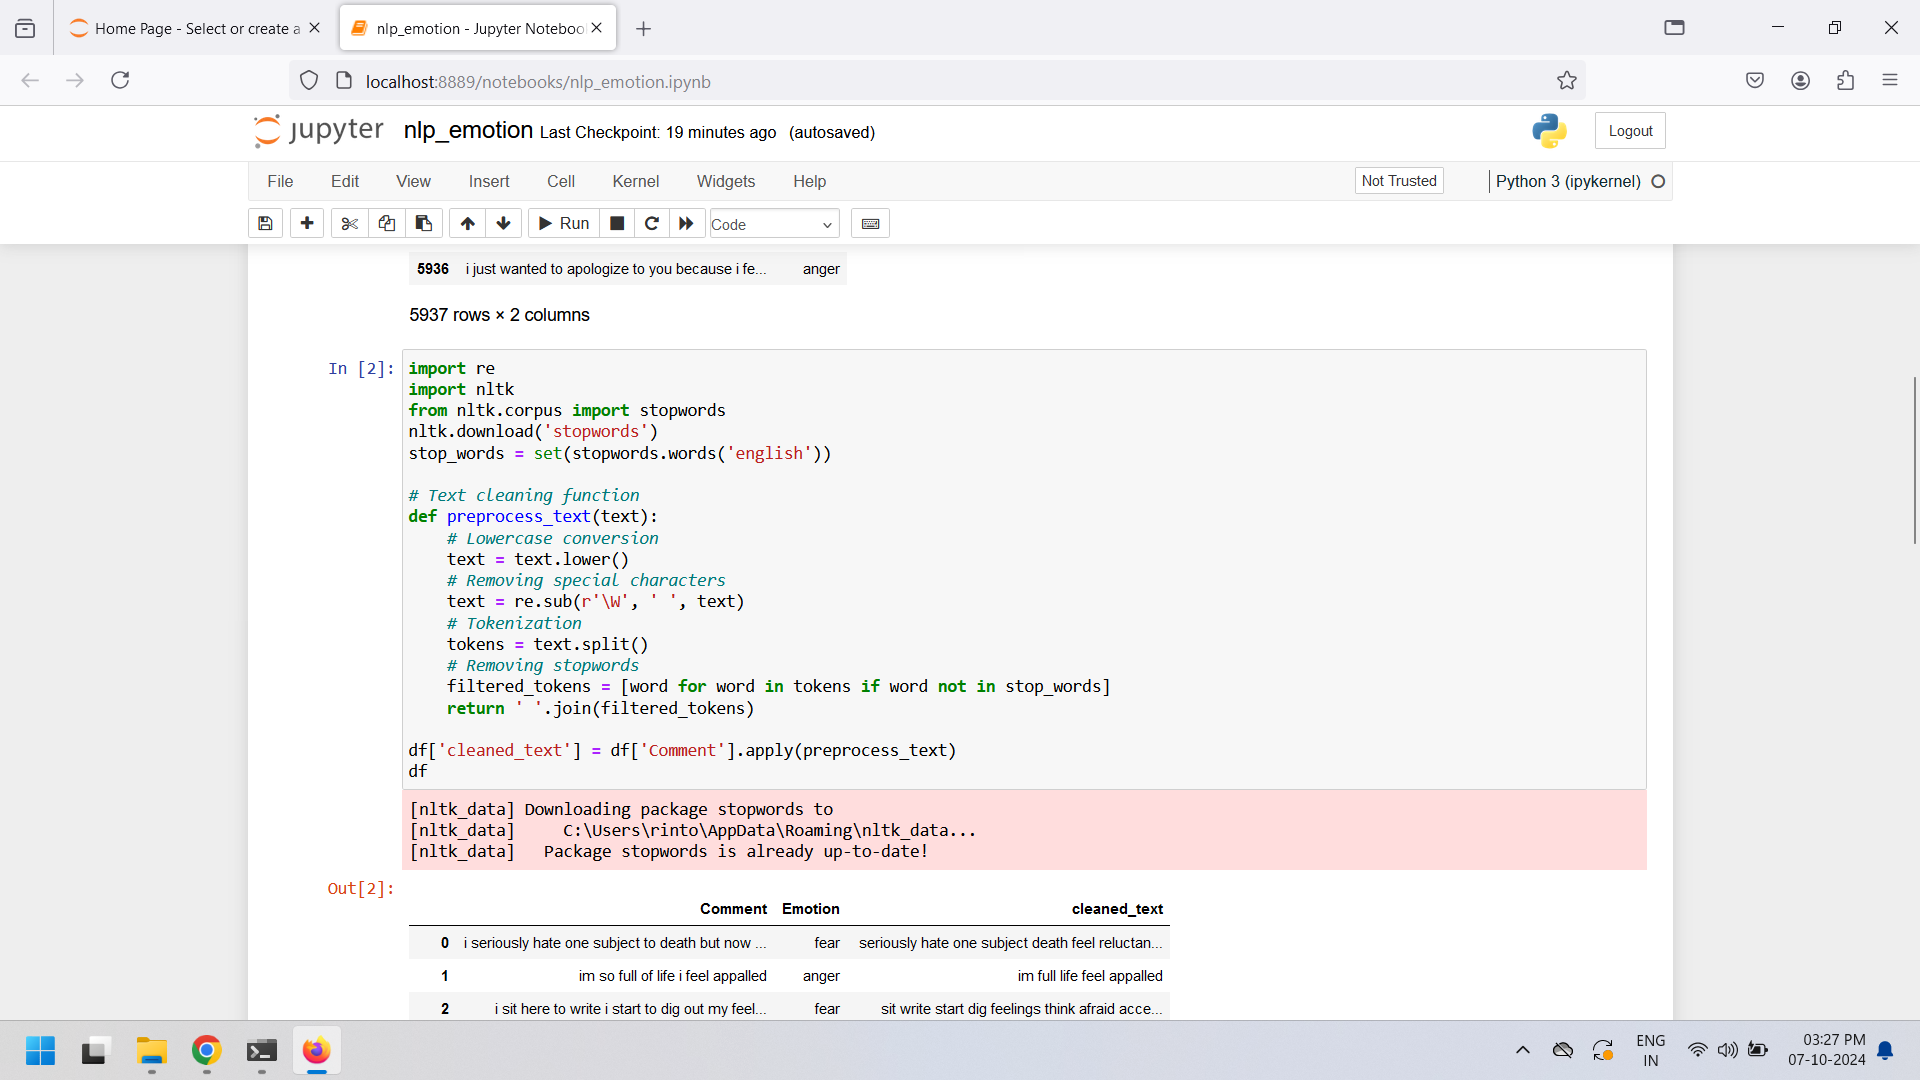 Home Page - Select or create a
nlp_emotion - Jupyter Noteboo
localhost:8889/notebooks/nlp_emotion.ipynb
jupyter nlp_emotion Last Checkpoint: 19 minutes ago (autosaved)
Logout
File Edit View Insert Cell Kernel Widgets Help
Not Trusted Python 3 (ipykernel)
Run Code
5936 i just wanted to apologize to you because i fe... anger
5937 rows × 2 columns
In [2]:
import re
import nltk
from nltk.corpus import stopwords
nltk.download('stopwords')
stop_words = set(stopwords.words('english'))

# Text cleaning function
def preprocess_text(text):
    # Lowercase conversion
    text = text.lower()
    # Removing special characters
    text = re.sub(r'\W', ' ', text)
    # Tokenization
    tokens = text.split()
    # Removing stopwords
    filtered_tokens = [word for word in tokens if word not in stop_words]
    return ' '.join(filtered_tokens)

df['cleaned_text'] = df['Comment'].apply(preprocess_text)
df
[nltk_data] Downloading package stopwords to
[nltk_data]     C:\Users\rinto\AppData\Roaming\nltk_data...
[nltk_data]   Package stopwords is already up-to-date!
Out[2]:
Comment Emotion cleaned_text
0 i seriously hate one subject to death but now ... fear seriously hate one subject death feel reluctan...
1 im so full of life i feel appalled anger im full life feel appalled
2 i sit here to write i start to dig out my feel... fear sit write start dig feelings think afraid acce...
ENG
IN
03:27 PM
07-10-2024